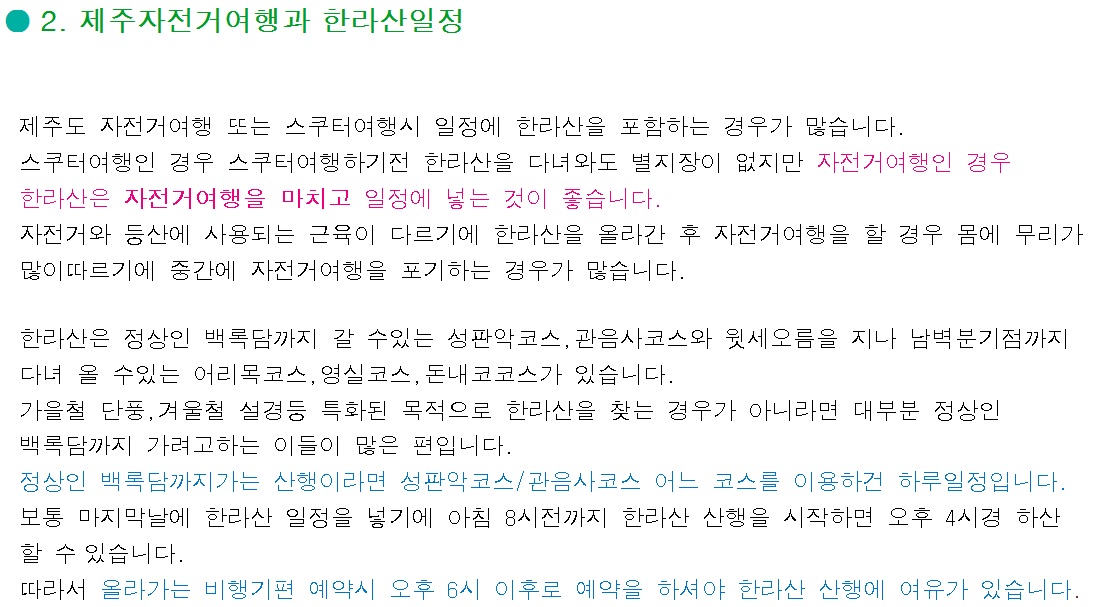 ● 2. 제주자전거여행과 한라산일정
제주도 자전거여행 또는 스쿠터여행시 일정에 한라산을 포함하는 경우가 많습니다.
스쿠터여행인 경우 스쿠터여행하기전 한라산을 다녀와도 별지장이 없지만 자전거여행인 경우
한라산은 자전거여행을 마치고 일정에 넣는 것이 좋습니다.
자전거와 등산에 사용되는 근육이 다르기에 한라산을 올라간 후 자전거여행을 할 경우 몸에 무리가
많이따르기에 중간에 자전거여행을 포기하는 경우가 많습니다.
한라산은 정상인 백록담까지 갈 수있는 성판악코스,관음사코스와 윗세오름을 지나 남벽분기점까지
다녀 올 수있는 어리목코스,영실코스,돈내코코스가 있습니다.
가을철 단풍,겨울철 설경등 특화된 목적으로 한라산을 찾는 경우가 아니라면 대부분 정상인
백록담까지 가려고하는 이들이 많은 편입니다.
정상인 백록담까지가는 산행이라면 성판악코스/관음사코스 어느 코스를 이용하건 하루일정입니다.
보통 마지막날에 한라산 일정을 넣기에 아침 8시전까지 한라산 산행을 시작하면 오후 4시경 하산
할 수 있습니다.
따라서 올라가는 비행기편 예약시 오후 6시 이후로 예약을 하셔야 한라산 산행에 여유가 있습니다.